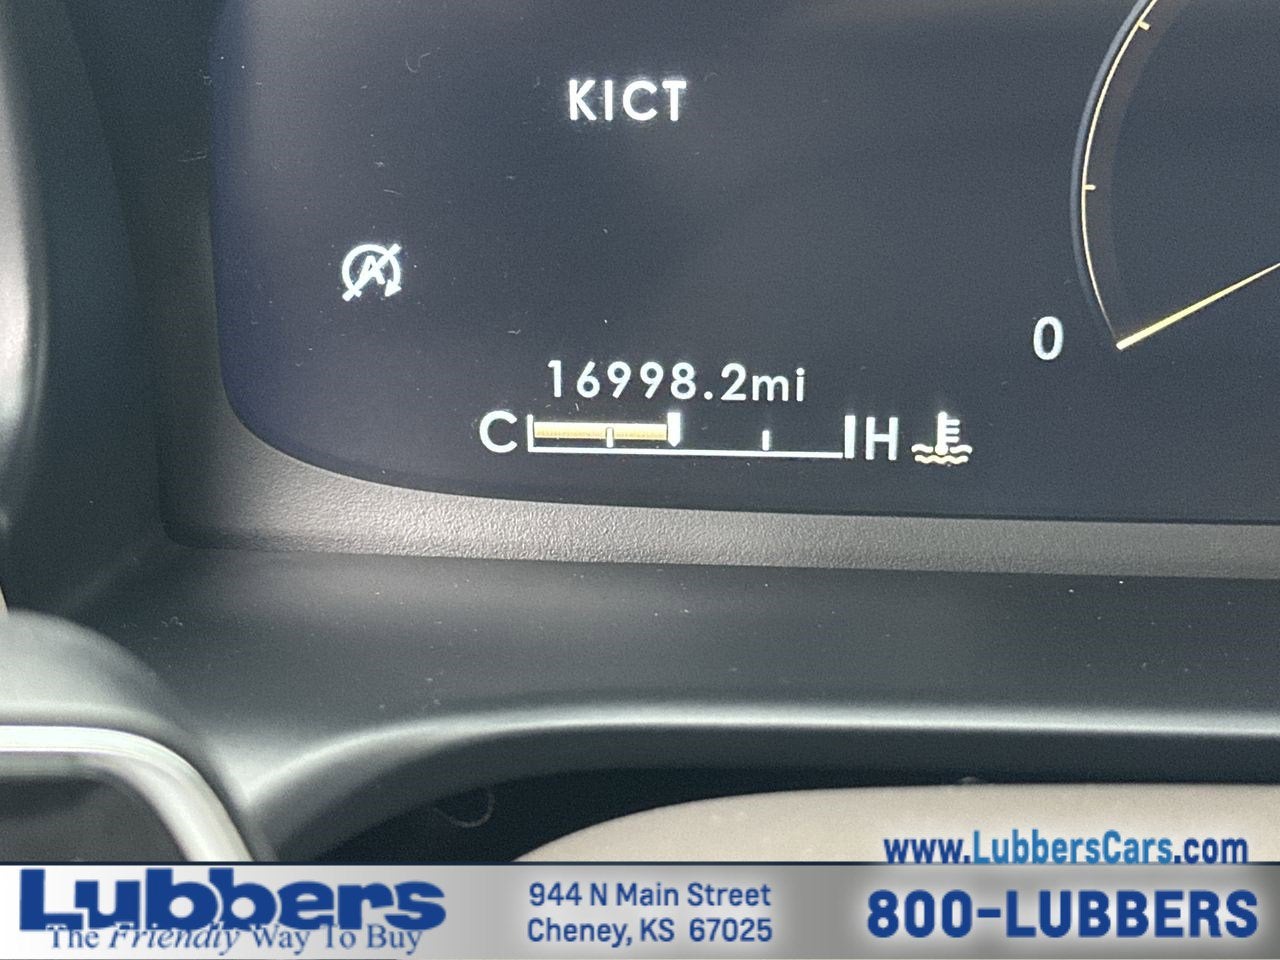 KICT
A
0
16998.2mi
C H
www.LubbersCars.com
Lubbers
The Friendly Way To Buy
944 N Main Street
Cheney, KS 67025
800-LUBBERS